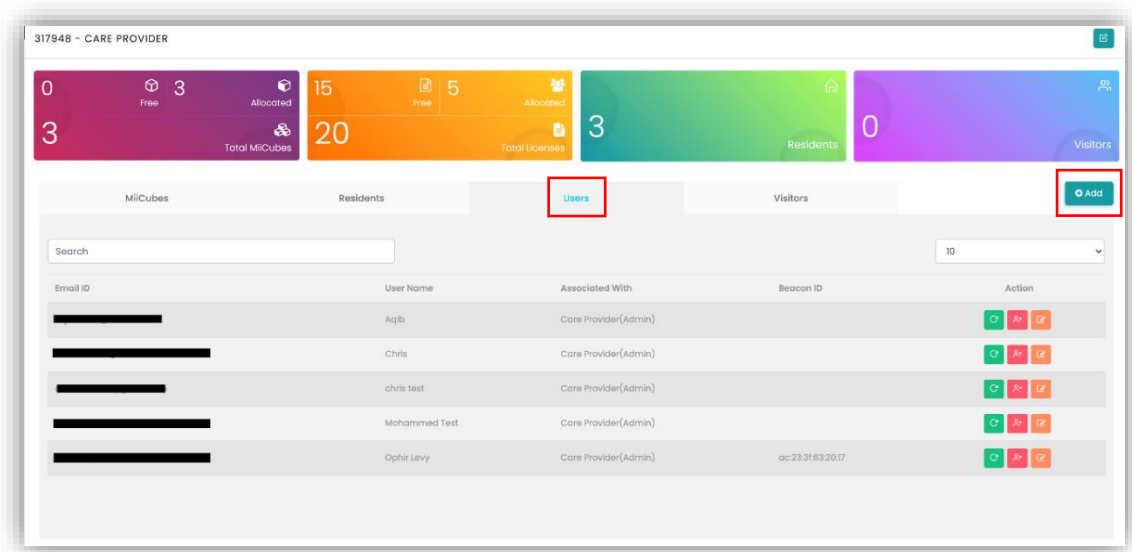 317948 - CARE PROVIDER
0 Free 3 Allocated
3 Total MiiCubes
15 Free 5 Allocated
20 Total Licenses
3 Residents
0 Visitors
MiiCubes Residents Users Visitors Add
Search 10
Email ID User Name Associated With Beacon ID Action
Aqib Care Provider(Admin)
Chris Care Provider(Admin)
chris test Care Provider(Admin)
Mohammed Test Care Provider(Admin)
Ophir Levy Care Provider(Admin) ac:23:3f:63:20:17